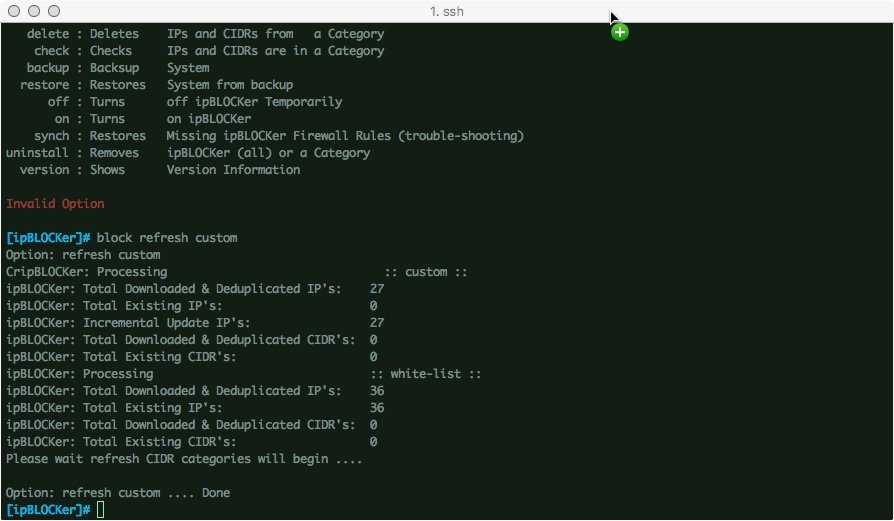 1. ssh
delete : Deletes IPs and CIDRs from a Category
check : Checks IPs and CIDRs are in a Category
backup : Backsup System
restore : Restores System from backup
off : Turns off ipBLOCKer Temporarily
on : Turns on ipBLOCKer
synch : Restores Missing ipBLOCKer Firewall Rules (trouble-shooting)
uninstall : Removes ipBLOCKer (all) or a Category
version : Shows Version Information
Invalid Option
[ipBLOCKer]# block refresh custom
Option: refresh custom
CripBLOCKer: Processing :: custom ::
ipBLOCKer: Total Downloaded & Deduplicated IP's: 27
ipBLOCKer: Total Existing IP's: 0
ipBLOCKer: Incremental Update IP's: 27
ipBLOCKer: Total Downloaded & Deduplicated CIDR's: 0
ipBLOCKer: Total Existing CIDR's: 0
ipBLOCKer: Processing :: white-list ::
ipBLOCKer: Total Downloaded & Deduplicated IP's: 36
ipBLOCKer: Total Existing IP's: 36
ipBLOCKer: Total Downloaded & Deduplicated CIDR's: 0
ipBLOCKer: Total Existing CIDR's: 0
Please wait refresh CIDR categories will begin ....
Option: refresh custom .... Done
[ipBLOCKer]#